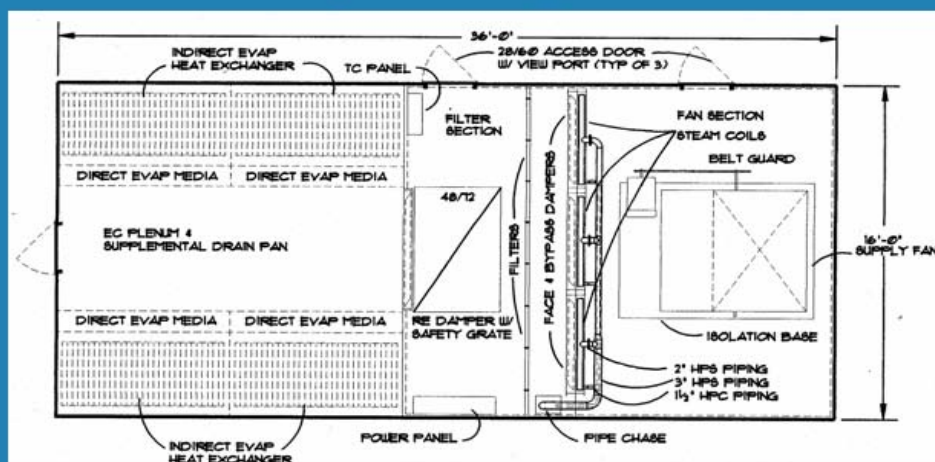 36'-0"
INDIRECT EVAP
HEAT EXCHANGER
TC PANEL
28/60 ACCESS DOOR
W/ VIEW PORT (TYP OF 3)
FILTER
SECTION
FAN SECTION
STEAM COILS
BELT GUARD
DIRECT EVAP MEDIA
DIRECT EVAP MEDIA
48/72
EC PLENUM &
SUPPLEMENTAL DRAIN PAN
FILTERS
FACE & BYPASS DAMPERS
16'-0"
SUPPLY FAN
DIRECT EVAP MEDIA
DIRECT EVAP MEDIA
RE DAMPER W/
SAFETY GRATE
ISOLATION BASE
2" HPS PIPING
3" HPS PIPING
1½" HPC PIPING
POWER PANEL
PIPE CHASE
INDIRECT EVAP
HEAT EXCHANGER